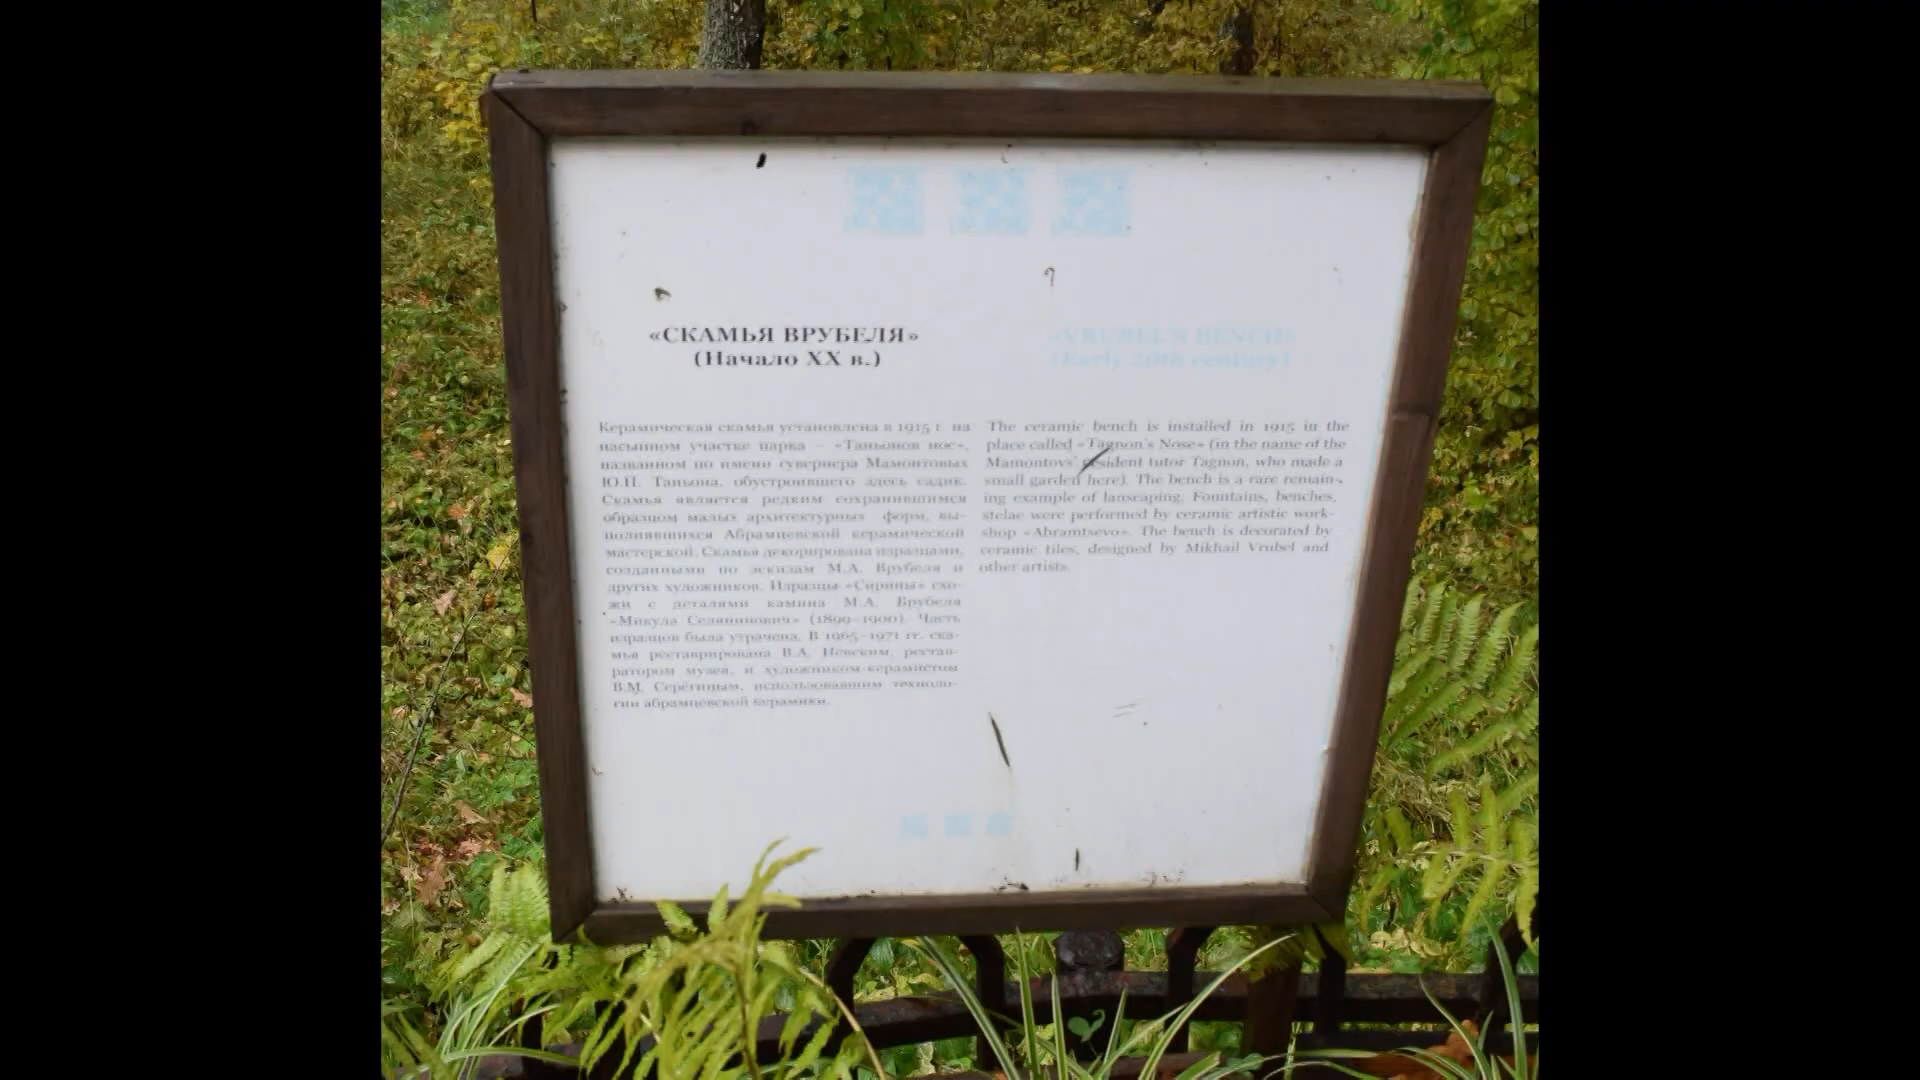 «СКАМЬЯ ВРУБЕЛЯ»
(Начало XX в.)
Керамическая скамья установлена в 1915 г. на
насыпном участке парка – «Таньонов нос»,
названном по имени гувернера Мамонтовых
Ю.П. Таньона, обустроившего здесь садик.
Скамья является редким сохранившимся
образцом малых архитектурных форм, вы-
полнявшихся Абрамцевской керамической
мастерской. Скамья декорирована изразцами,
созданными по эскизам М.А. Врубеля и
других художников. Изразцы «Сирины» схо-
жи с деталями камина М.А. Врубеля
«Микула Селянинович» (1899–1900). Часть
изразцов была утрачена. В 1965–1971 гг. ска-
мья реставрирована В.А. Невским, рестав-
ратором музея, и художником-керамистом
В.М. Серёгиным, использовавшим техноло-
гии абрамцевской керамики.
«VRUBEL'S BENCH»
(Early 20th century)
The ceramic bench is installed in 1915 in the
place called «Tagnon's Nose» (in the name of the
Mamontovs' resident tutor Tagnon, who made a
small garden here). The bench is a rare remain-
ing example of lanscaping. Fountains, benches,
stelae were performed by ceramic artistic work-
shop «Abramtsevo». The bench is decorated by
ceramic tiles, designed by Mikhail Vrubel and
other artists.